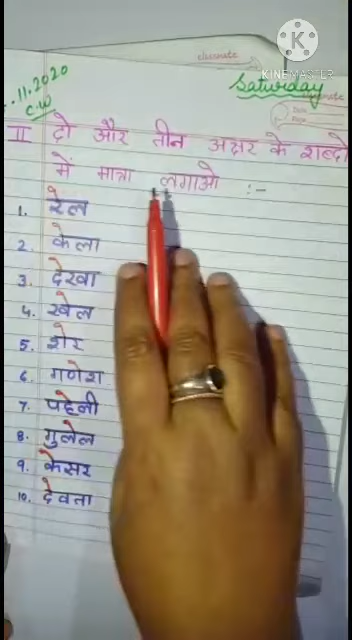 KINEMASTER
.11.2020
C.W
Saturday
II दो और तीन अक्षर के शब्दो
में मात्रा लगाओ :-
1. रेल
2. केला
3. देखा
4. खेल
5. शेर
6. गणेश
7. पहेली
8. गुलेल
9. केसर
10. देवता